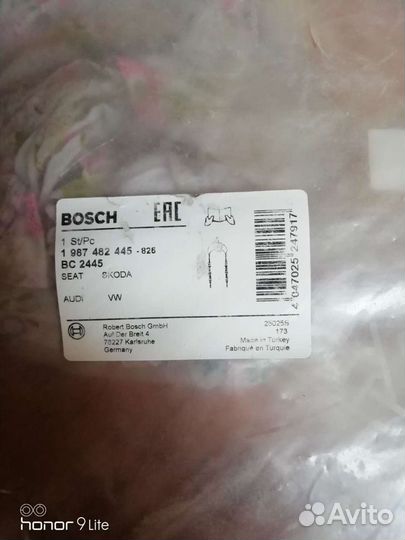 BOSCH EAC
1 St/Pc
1 987 482 445 - 826
BC 2445
SEAT SKODA
AUDI VW
4 047025 247917
BOSCH
Robert Bosch GmbH
Auf Der Breit 4
76227 Karlsruhe
Germany
173
Made in Turkey
Fabriqué en Turquie
honor 9 Lite
Avito